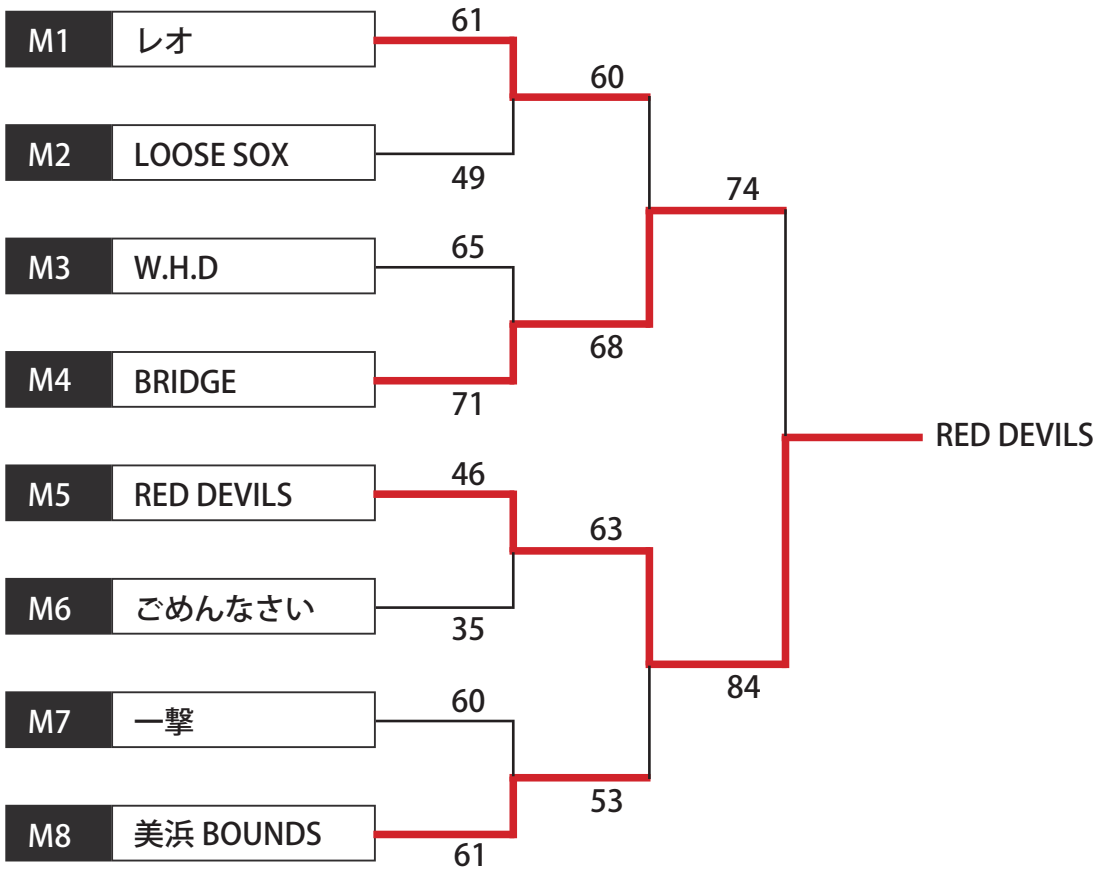 61
M1 レオ
60
M2 LOOSE SOX
49
74
65
M3 W.H.D
68
M4 BRIDGE
71
RED DEVILS
46
M5 RED DEVILS
63
M6 ごめんなさい
35
84
60
M7 一撃
53
M8 美浜 BOUNDS
61